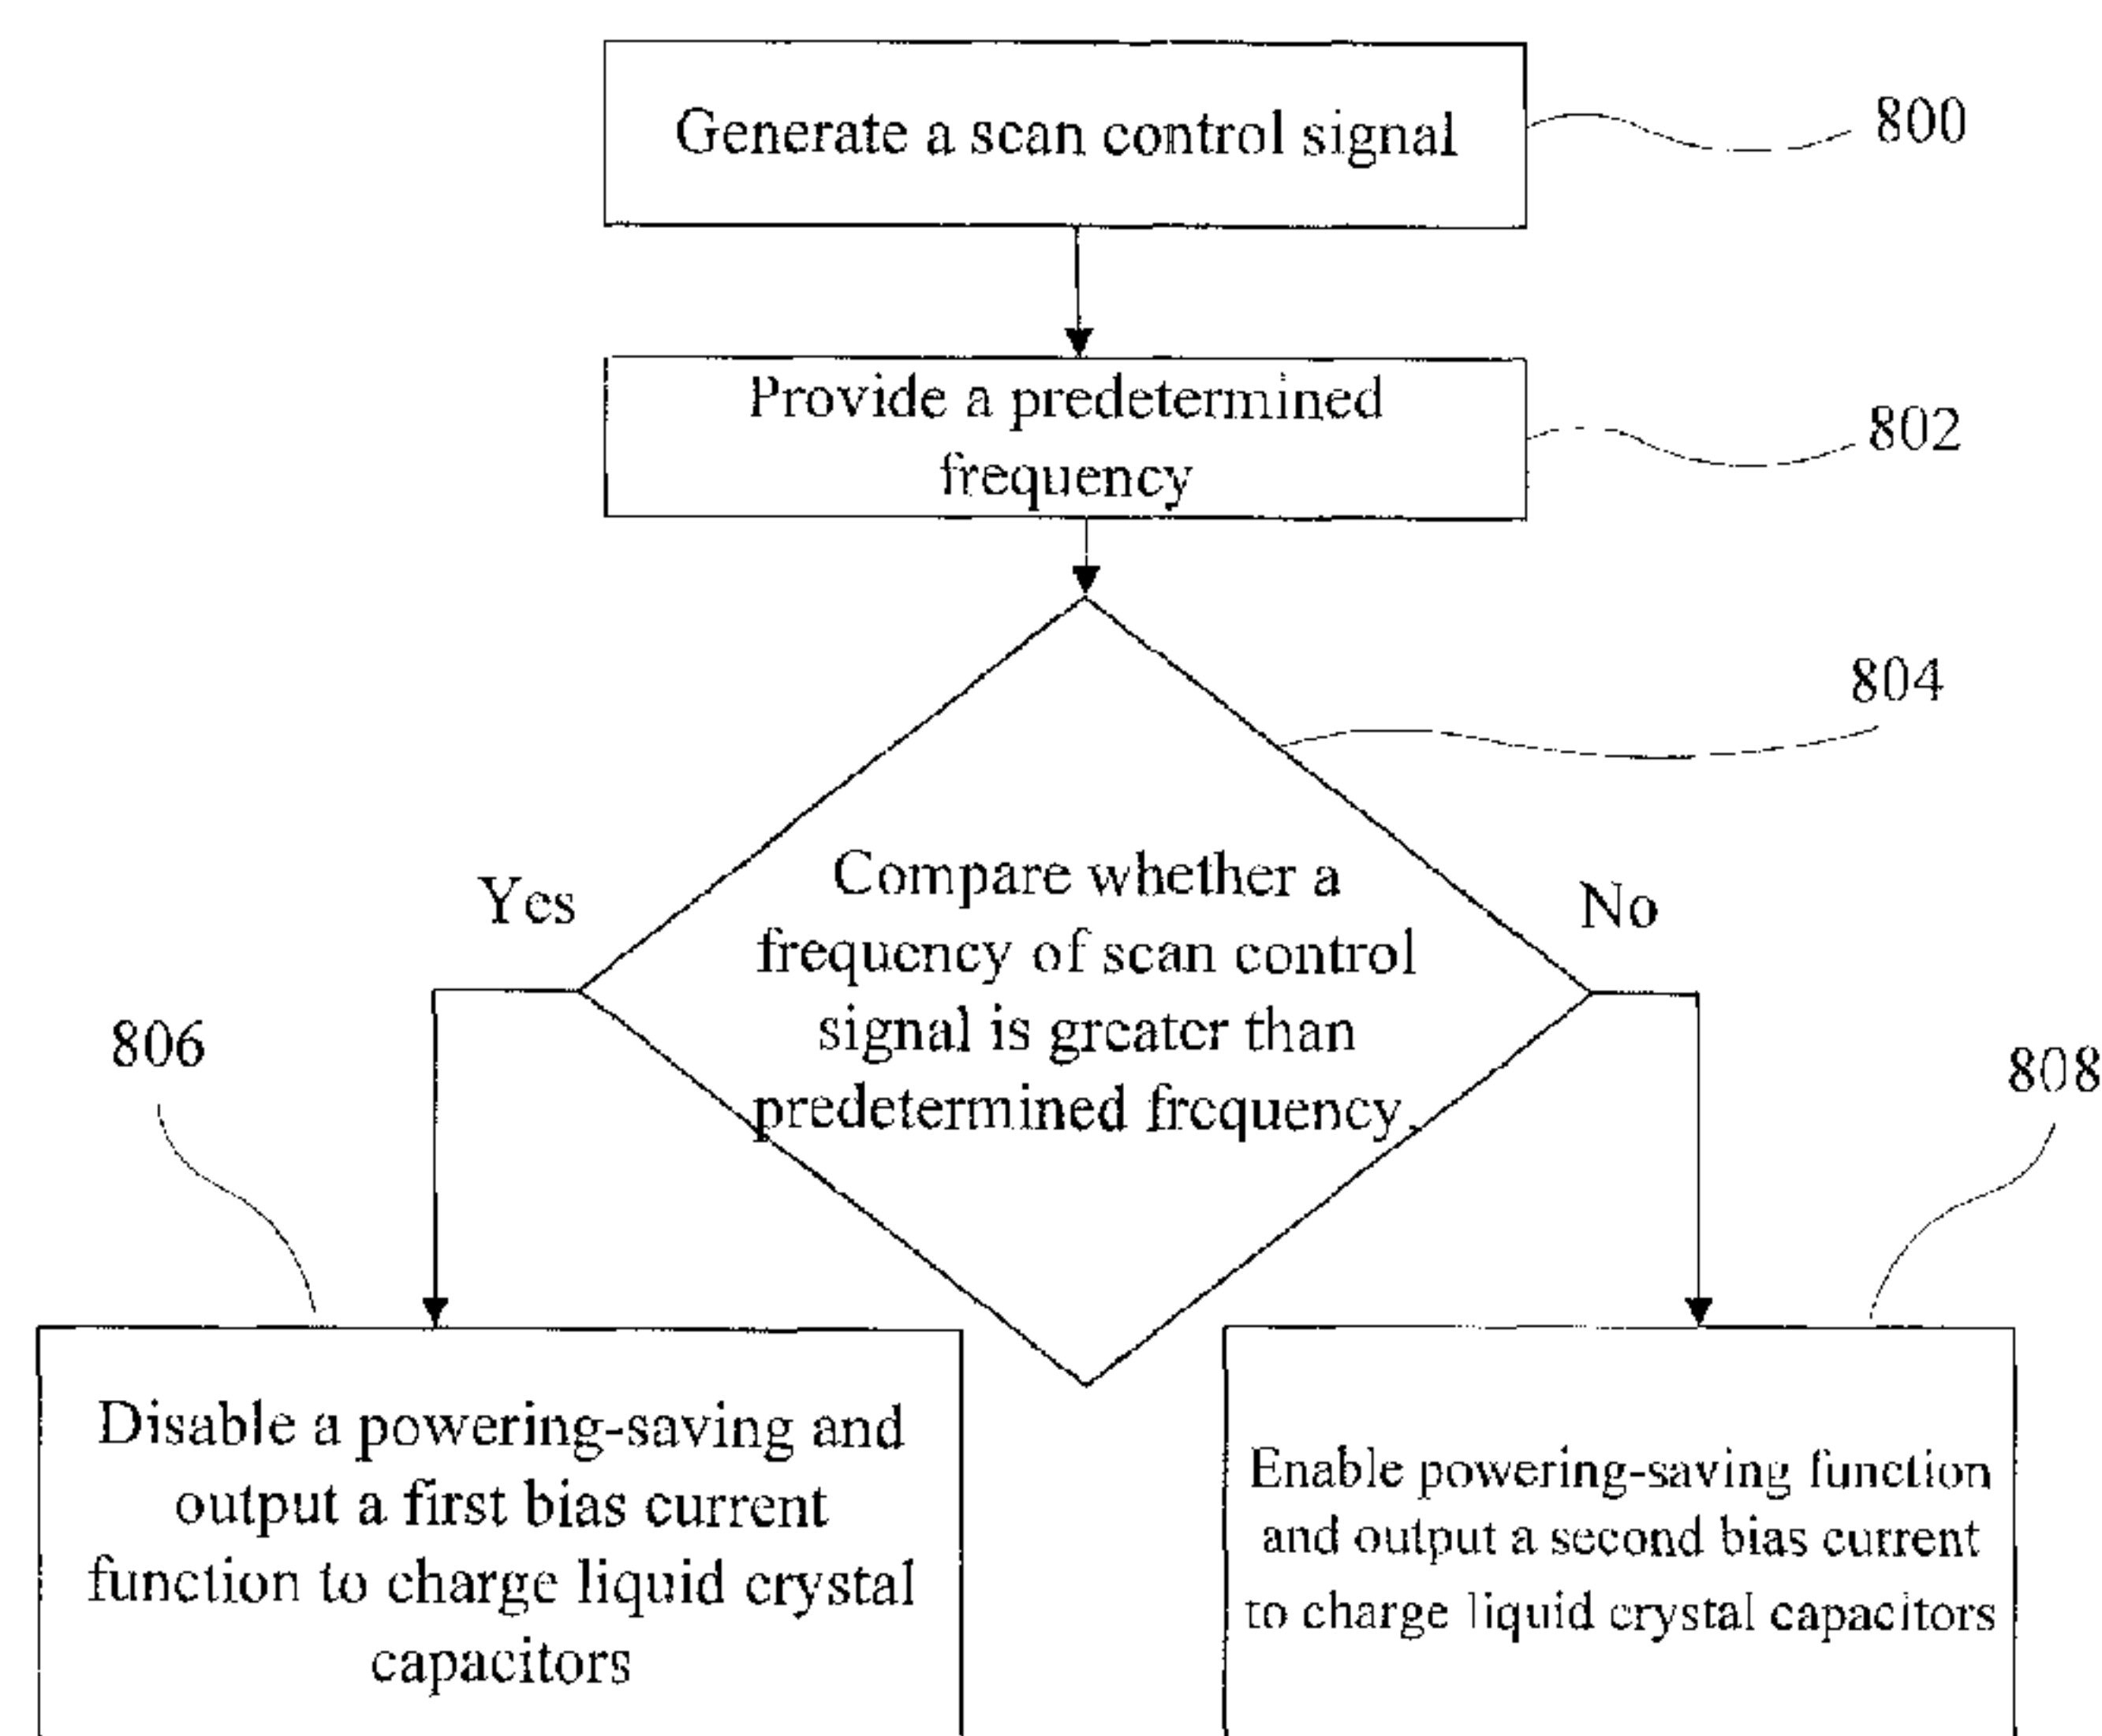 Generate a scan control signal
800
Provide a predetermined
frequency
802
804
Compare whether a
frequency of scan control
signal is greater than
predetermined frequency.
Yes
No
806
808
Disable a powering-saving and
output a first bias current
function to charge liquid crystal
capacitors
Enable powering-saving function
and output a second bias current
to charge liquid crystal capacitors